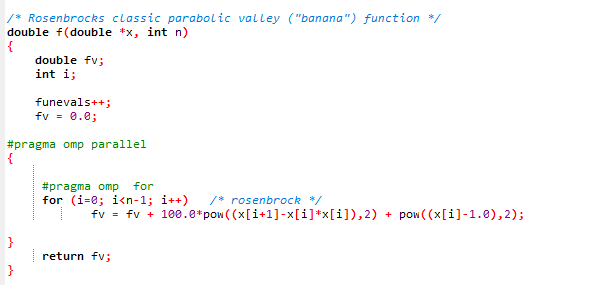 /* Rosenbrocks classic parabolic valley ("banana") function */
double f(double *x, int n)
{
double fv;
int i;
funevals++;
fv = 0.0;
#pragma omp parallel
{
#pragma omp  for
for (i=0; i<n-1; i++)   /* rosenbrock */
fv = fv + 100.0*pow((x[i+1]-x[i]*x[i]),2) + pow((x[i]-1.0),2);
}
return fv;
}